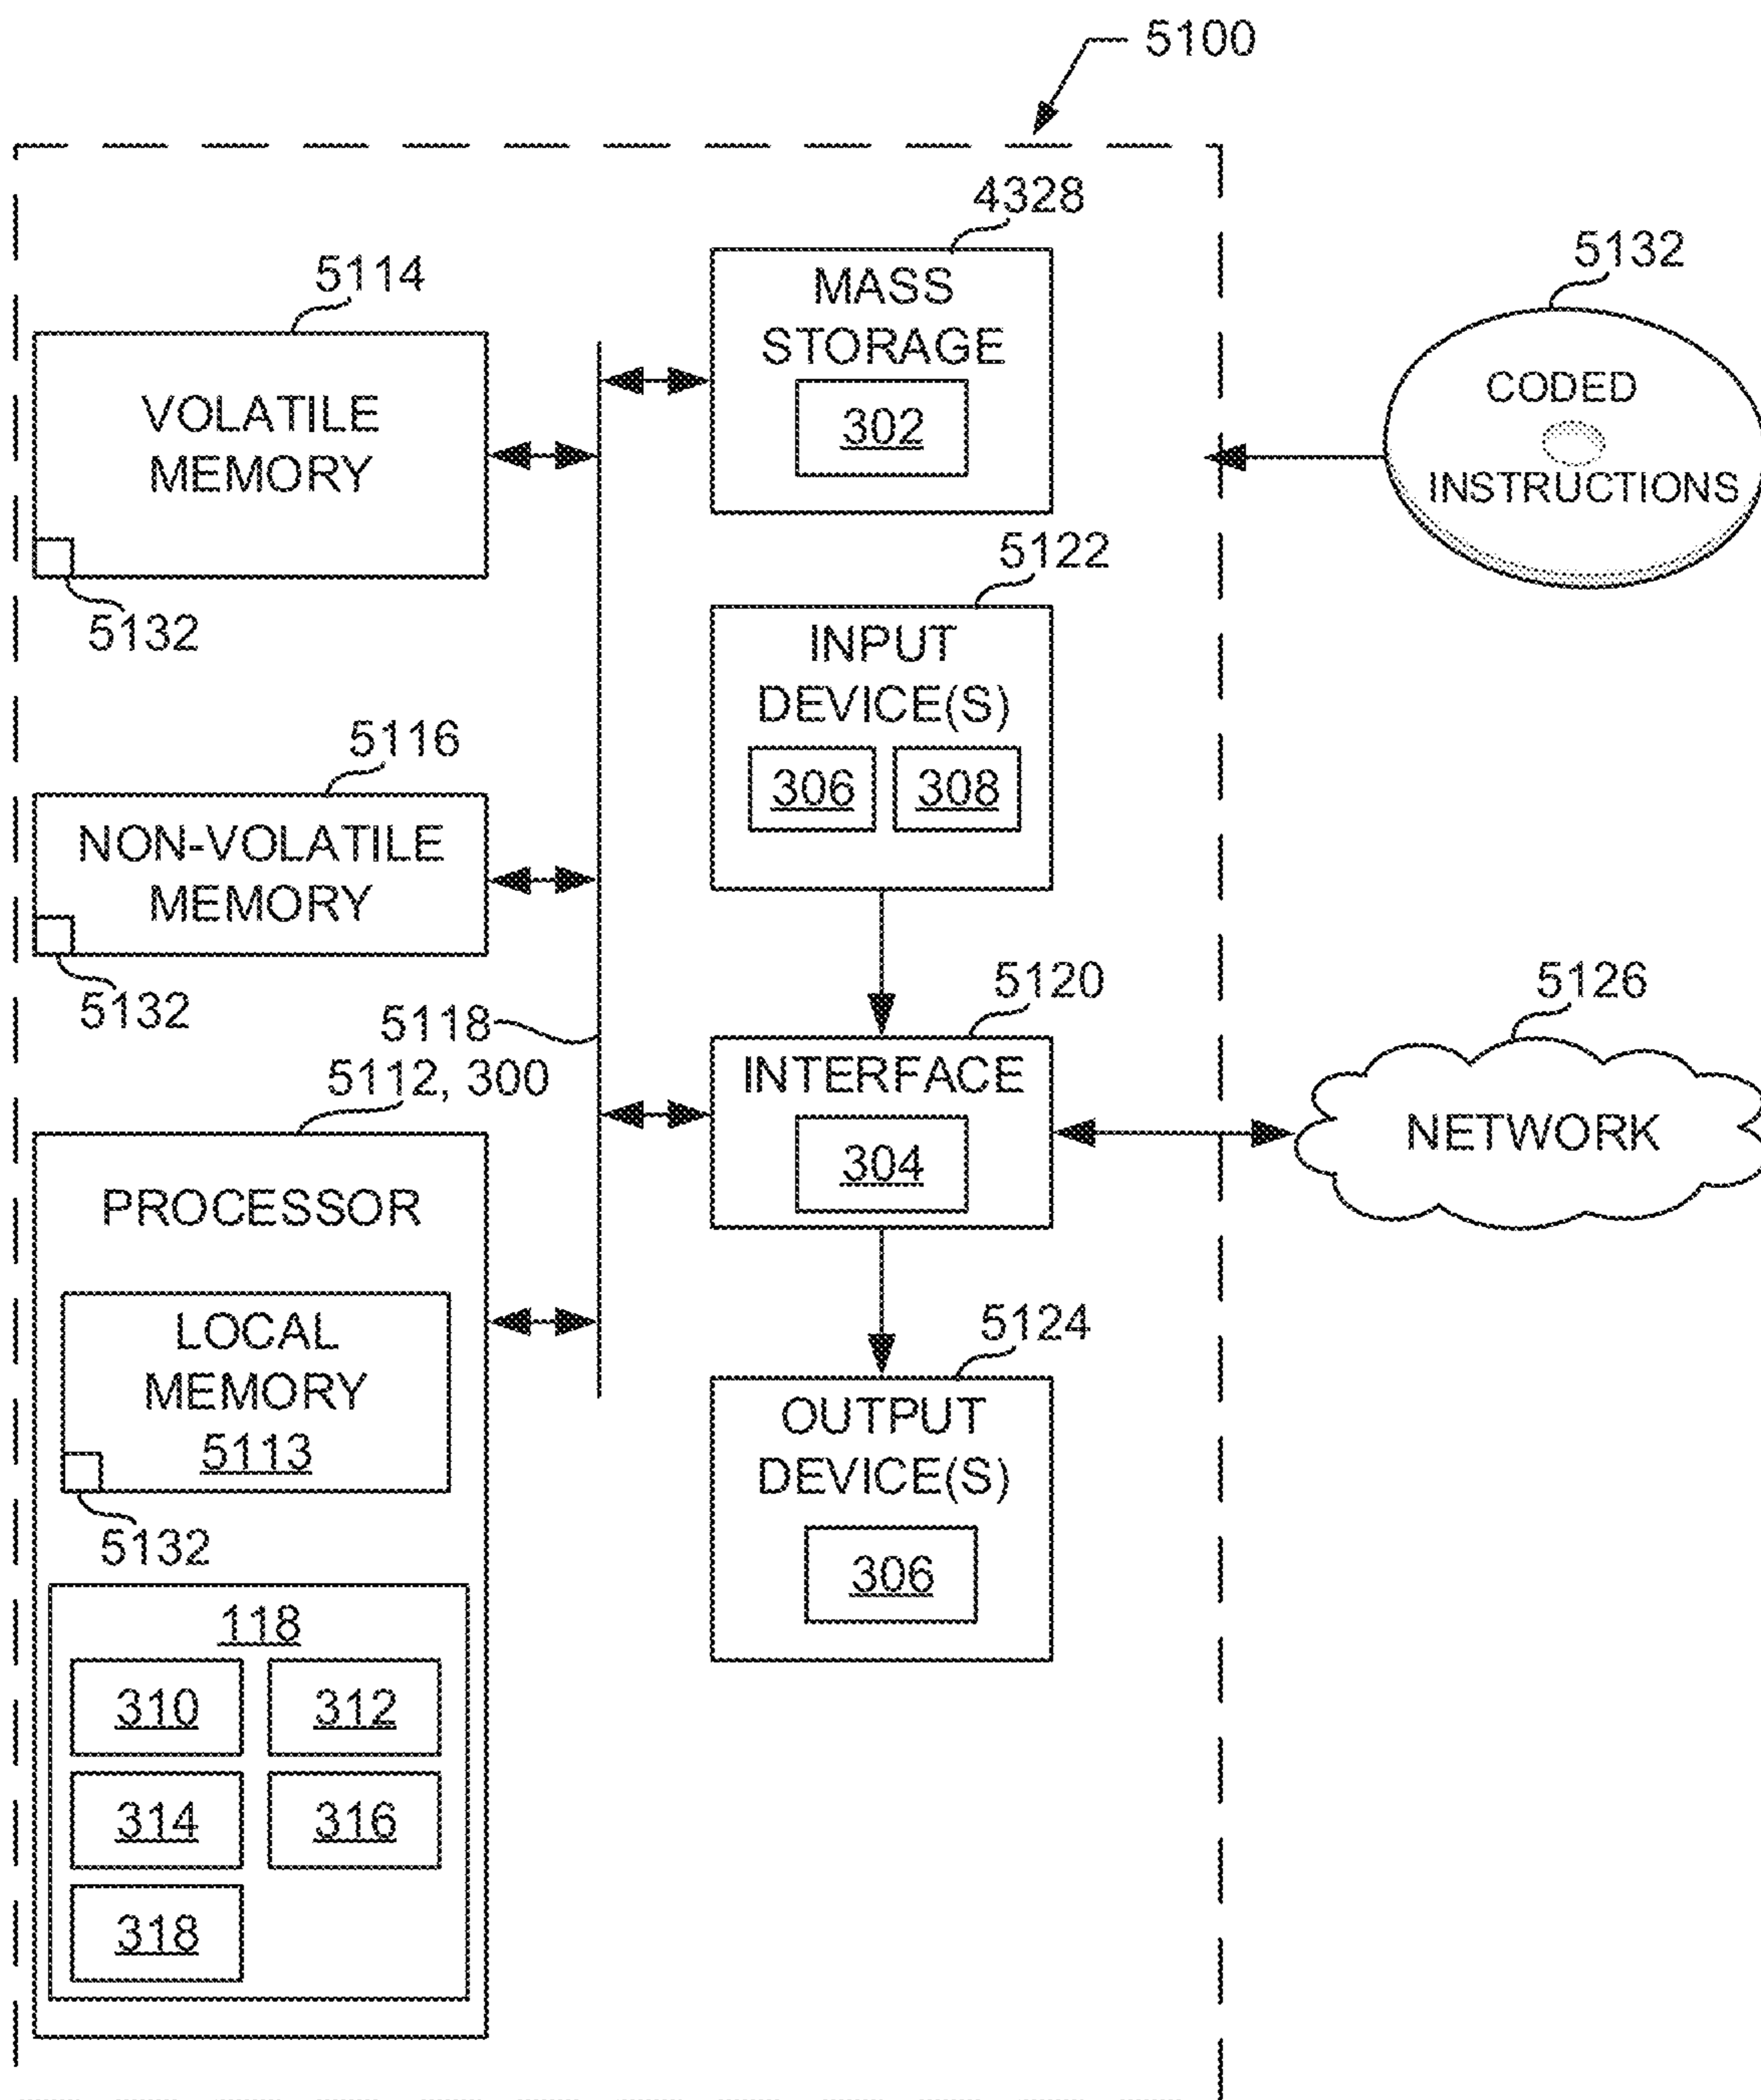 5100
4328
MASS
STORAGE
302
5114
VOLATILE
MEMORY
5132
5132
CODED
INSTRUCTIONS
5122
INPUT
DEVICE(S)
306 308
5116
NON-VOLATILE
MEMORY
5132
5118
5120
INTERFACE
304
5126
NETWORK
5112, 300
PROCESSOR
LOCAL
MEMORY
5113
5132
5124
OUTPUT
DEVICE(S)
306
118
310 312
314 316
318